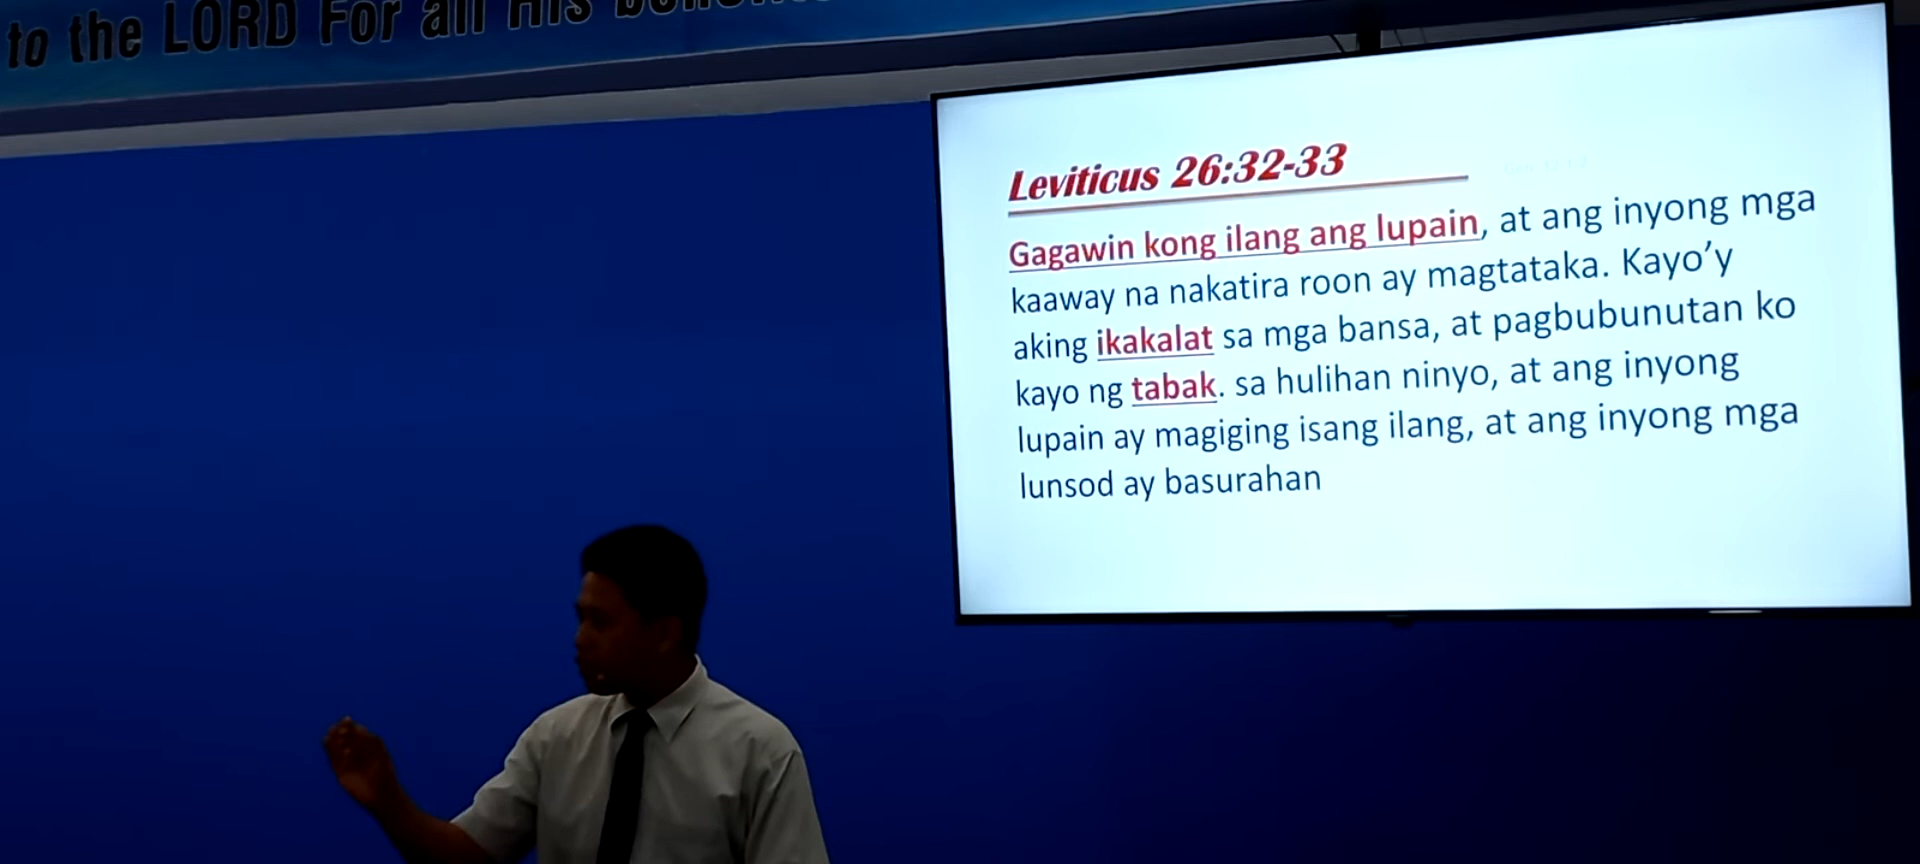 to the LORD For all His
Leviticus 26:32-33
Gagawin kong ilang ang lupain, at ang inyong mga
kaaway na nakatira roon ay magtataka. Kayo’y
aking ikakalat sa mga bansa, at pagbubunutan ko
kayo ng tabak. sa hulihan ninyo, at ang inyong
lupain ay magiging isang ilang, at ang inyong mga
lunsod ay basurahan